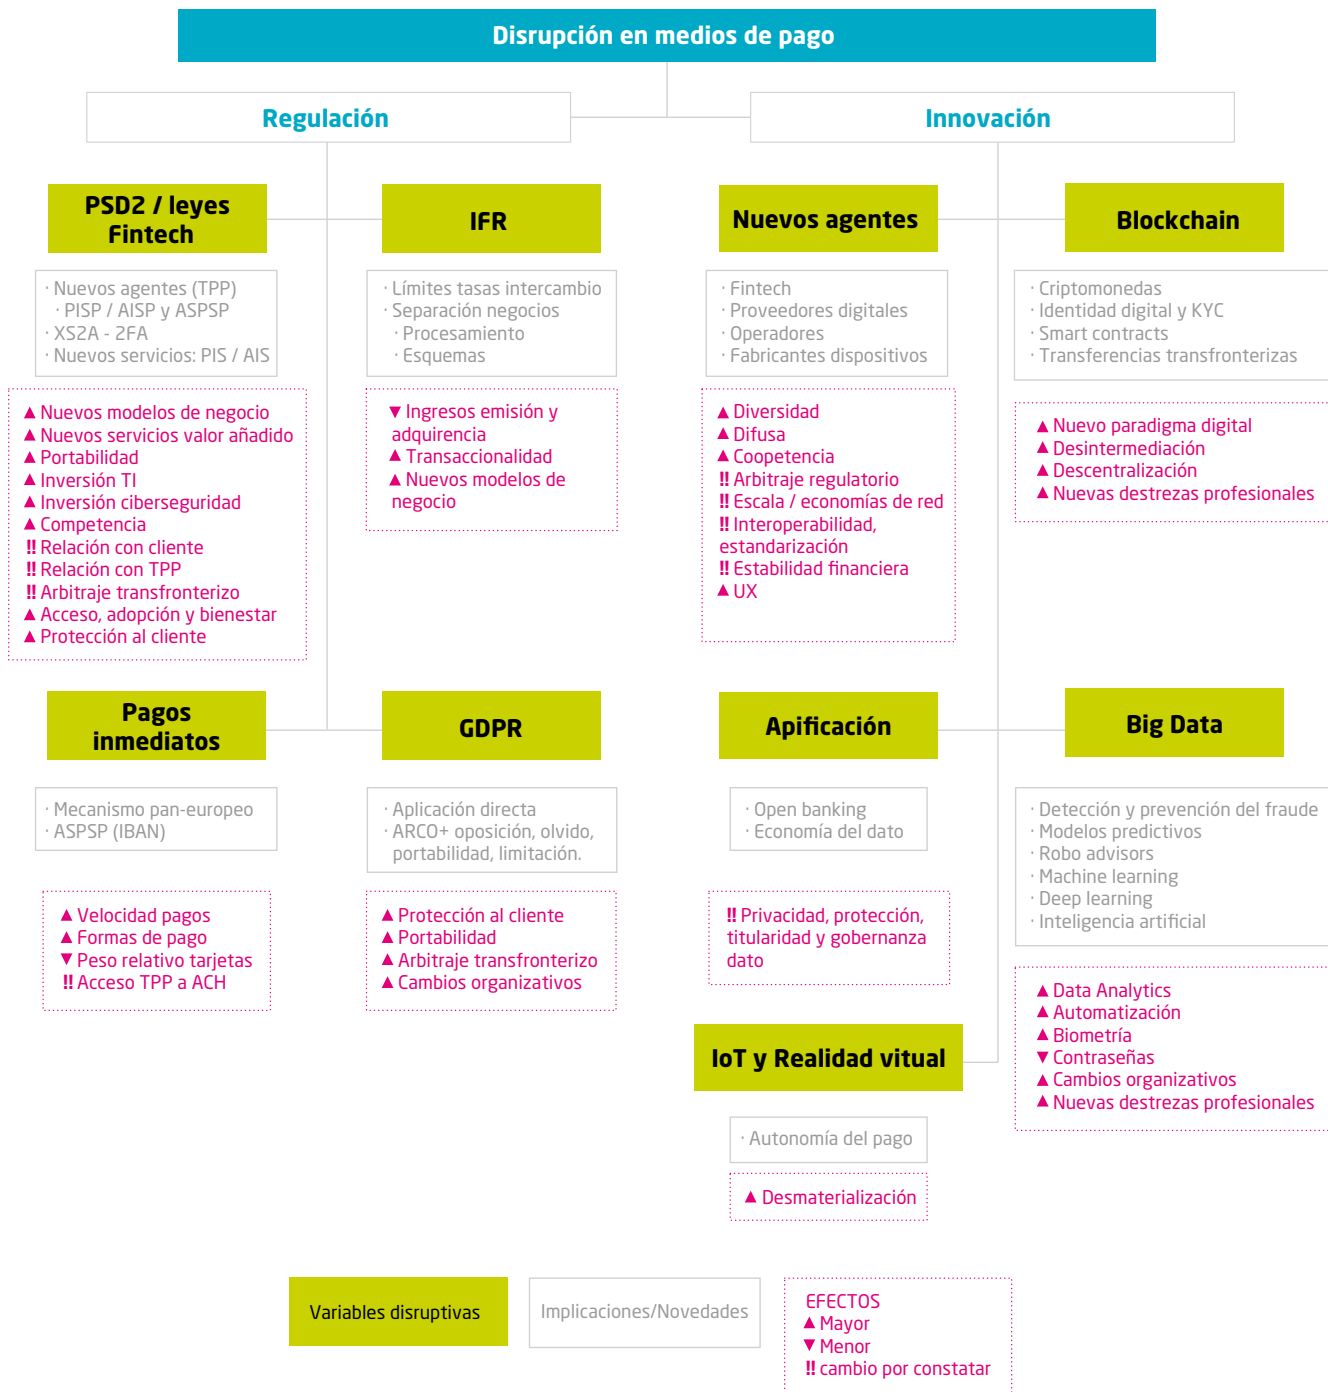 Disrupción en medios de pago
Regulación
Innovación
PSD2 / leyes
Fintech
IFR
Nuevos agentes
Blockchain
· Nuevos agentes (TPP)
· PISP / AISP y ASPSP
· XS2A - 2FA
· Nuevos servicios: PIS / AIS
· Límites tasas intercambio
· Separación negocios
· Procesamiento
· Esquemas
· Fintech
· Proveedores digitales
· Operadores
· Fabricantes dispositivos
· Criptomonedas
· Identidad digital y KYC
· Smart contracts
· Transferencias transfronterizas
▲ Nuevos modelos de negocio
▲ Nuevos servicios valor añadido
▲ Portabilidad
▲ Inversión TI
▲ Inversión ciberseguridad
▲ Competencia
!! Relación con cliente
!! Relación con TPP
!! Arbitraje transfronterizo
▲ Acceso, adopción y bienestar
▲ Protección al cliente
▼ Ingresos emisión y
adquirencia
▲ Transaccionalidad
▲ Nuevos modelos de
negocio
▲ Diversidad
▲ Difusa
▲ Coopetencia
!! Arbitraje regulatorio
!! Escala / economías de red
!! Interoperabilidad,
estandarización
!! Estabilidad financiera
▲ UX
▲ Nuevo paradigma digital
▲ Desintermediación
▲ Descentralización
▲ Nuevas destrezas profesionales
Pagos
inmediatos
GDPR
Apificación
Big Data
· Mecanismo pan-europeo
· ASPSP (IBAN)
· Aplicación directa
· ARCO+ oposición, olvido,
portabilidad, limitación.
· Open banking
· Economía del dato
· Detección y prevención del fraude
· Modelos predictivos
· Robo advisors
· Machine learning
· Deep learning
· Inteligencia artificial
▲ Velocidad pagos
▲ Formas de pago
▼ Peso relativo tarjetas
!! Acceso TPP a ACH
▲ Protección al cliente
▲ Portabilidad
▲ Arbitraje transfronterizo
▲ Cambios organizativos
!! Privacidad, protección,
titularidad y gobernanza
dato
▲ Data Analytics
▲ Automatización
▲ Biometría
▼ Contraseñas
▲ Cambios organizativos
▲ Nuevas destrezas profesionales
IoT y Realidad vitual
· Autonomía del pago
▲ Desmaterialización
Variables disruptivas
Implicaciones/Novedades
EFECTOS
▲ Mayor
▼ Menor
!! cambio por constatar